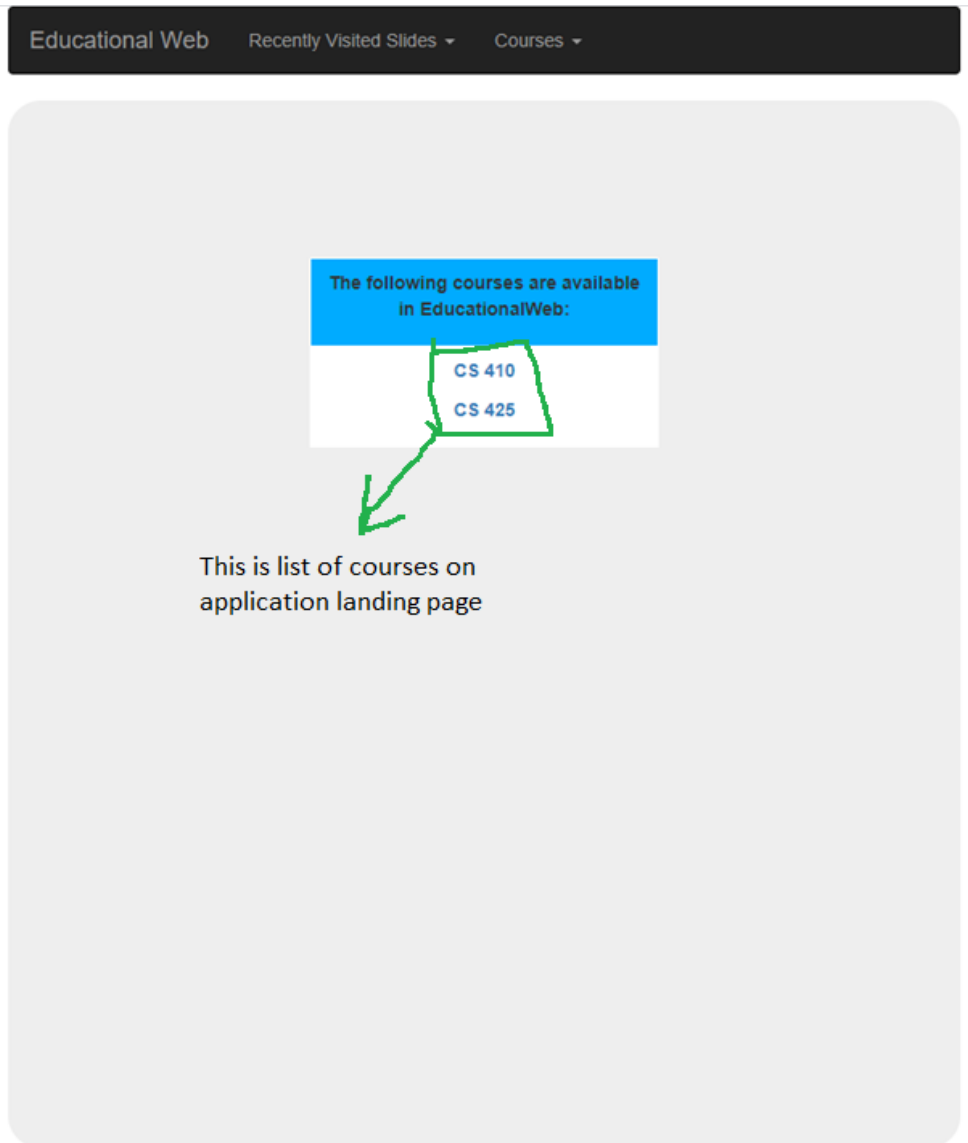 Educational Web Recently Visited Slides Courses
The following courses are available
in EducationalWeb:
CS 410
CS 425
This is list of courses on
application landing page